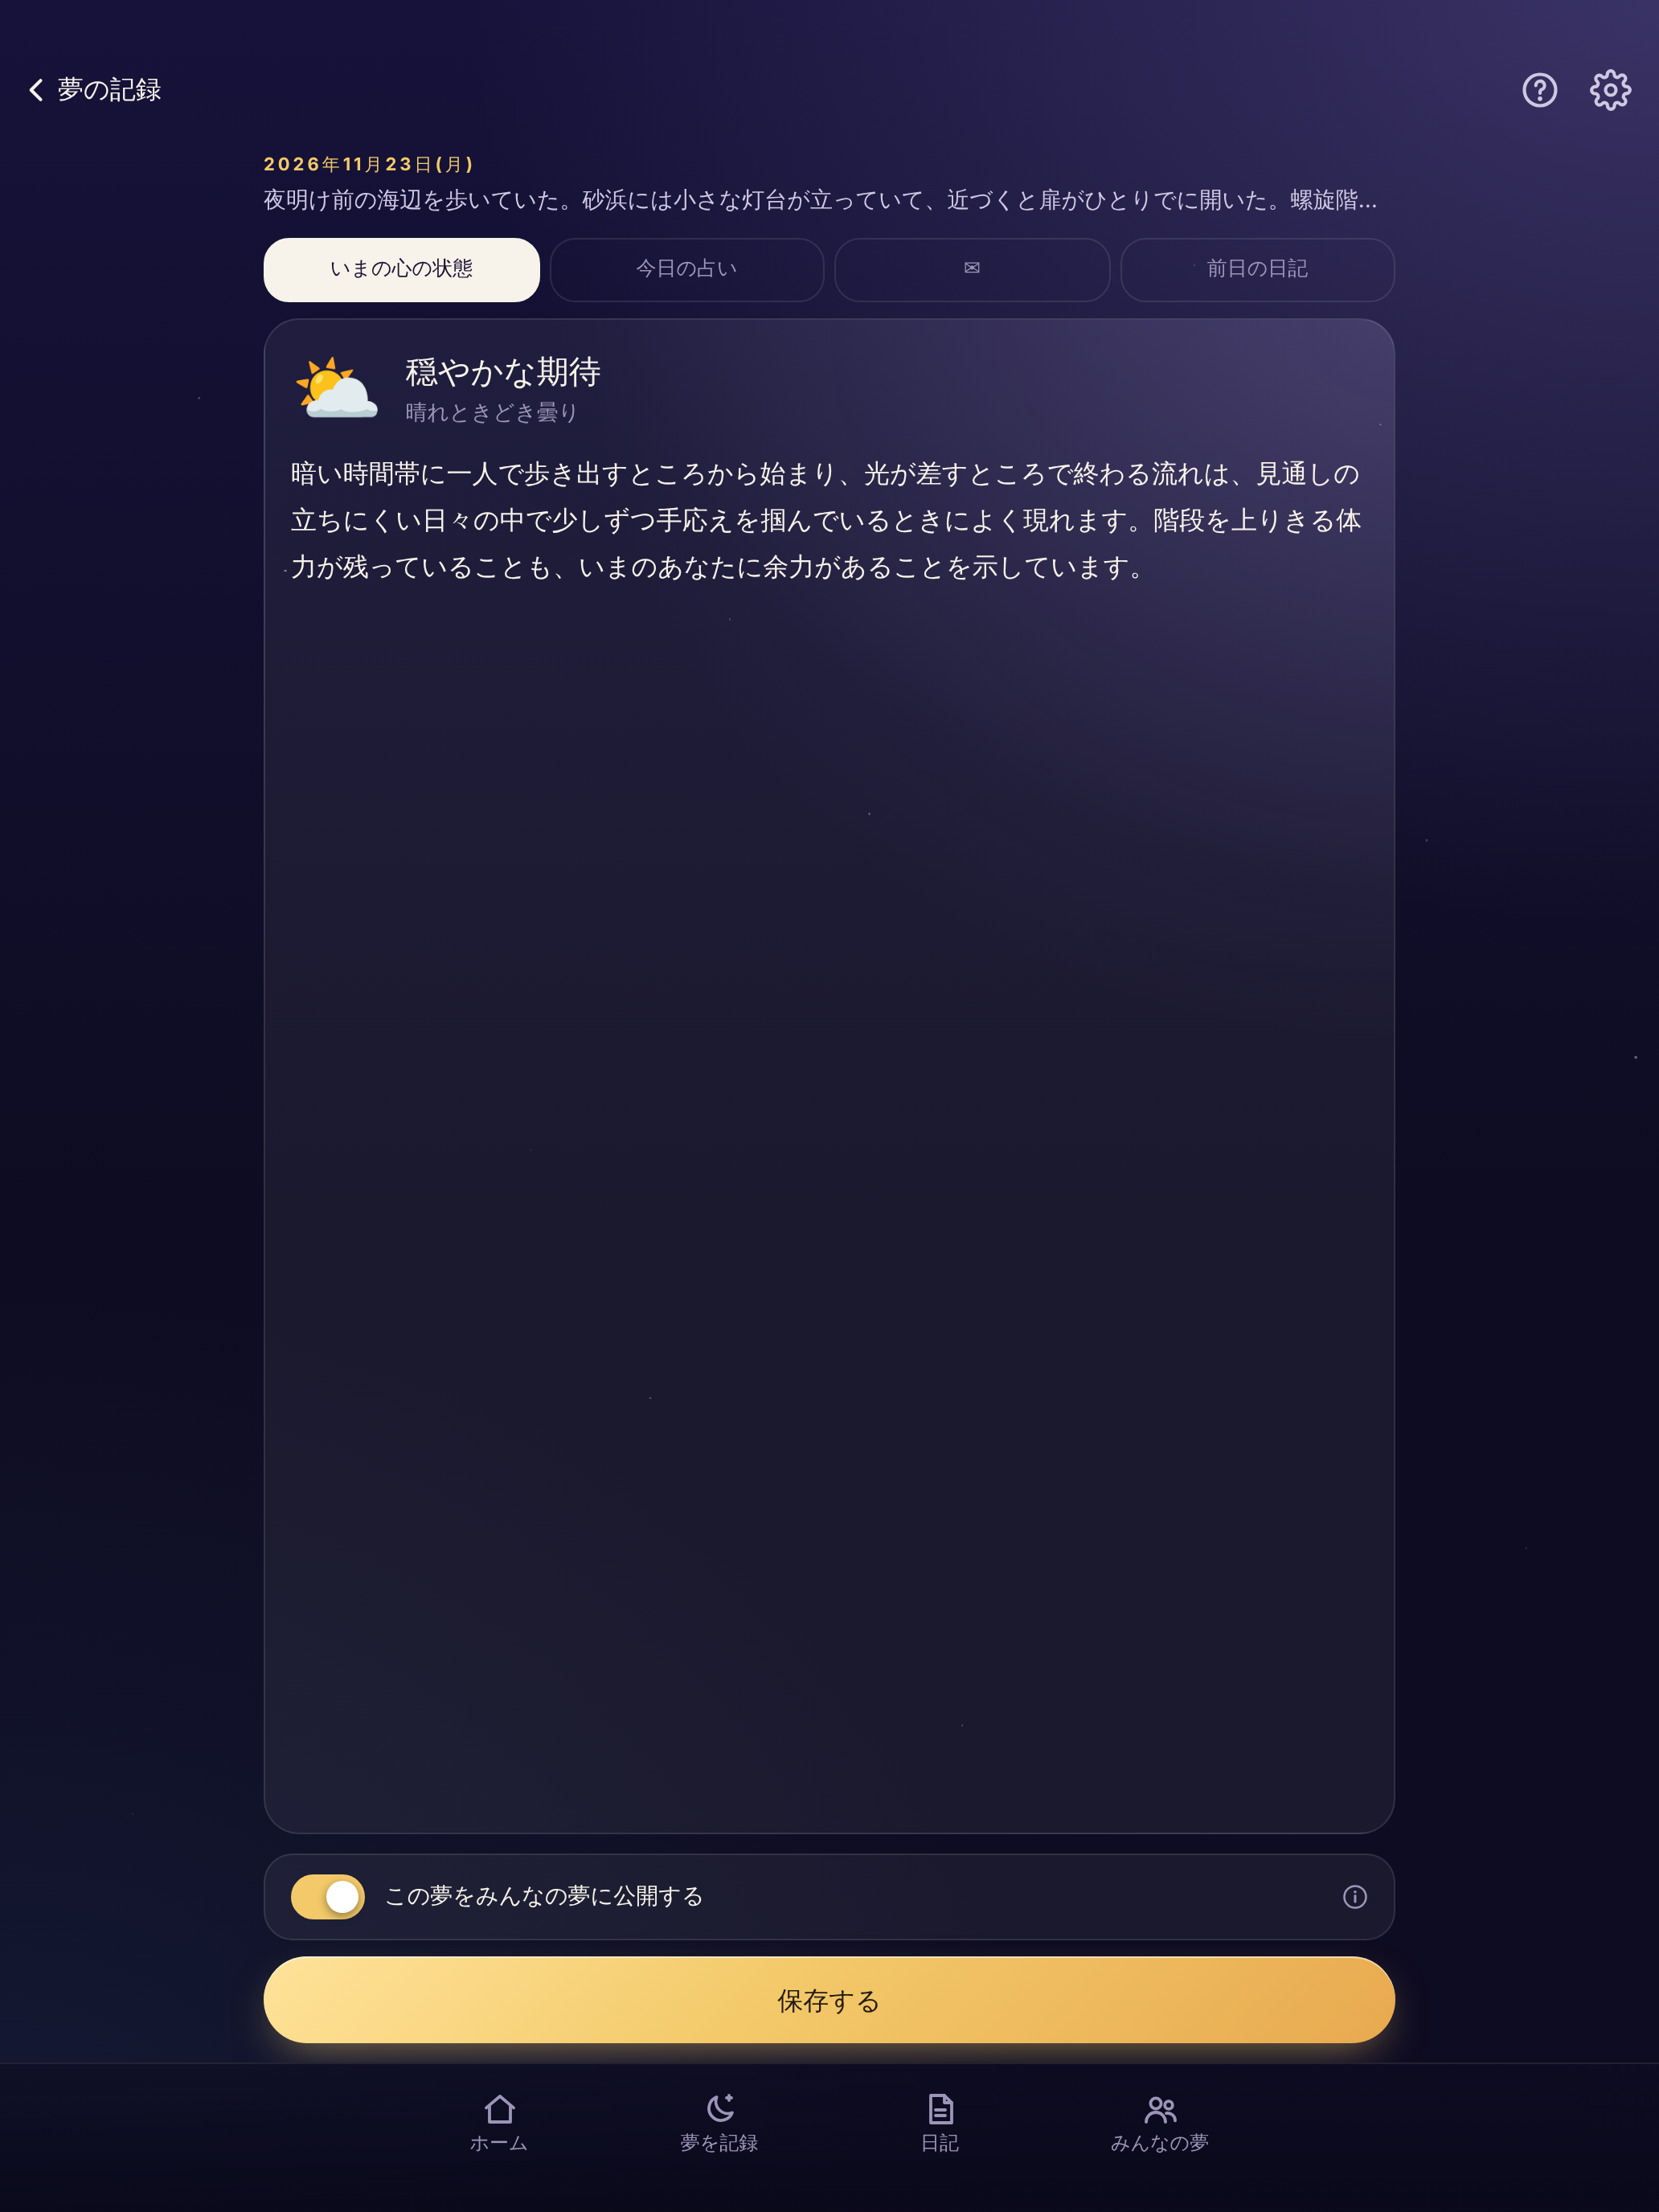 夢の記録
2026年11月23日(月)
夜明け前の海辺を歩いていた。砂浜には小さな灯台が立っていて、近づくと扉がひとりでに開いた。螺旋階…
いまの心の状態
今日の占い
✉
前日の日記
穏やかな期待
晴れときどき曇り
暗い時間帯に一人で歩き出すところから始まり、光が差すところで終わる流れは、見通しの
立ちにくい日々の中で少しずつ手応えを掴んでいるときによく現れます。階段を上りきる体
力が残っていることも、いまのあなたに余力があることを示しています。
この夢をみんなの夢に公開する
保存する
ホーム
夢を記録
日記
みんなの夢